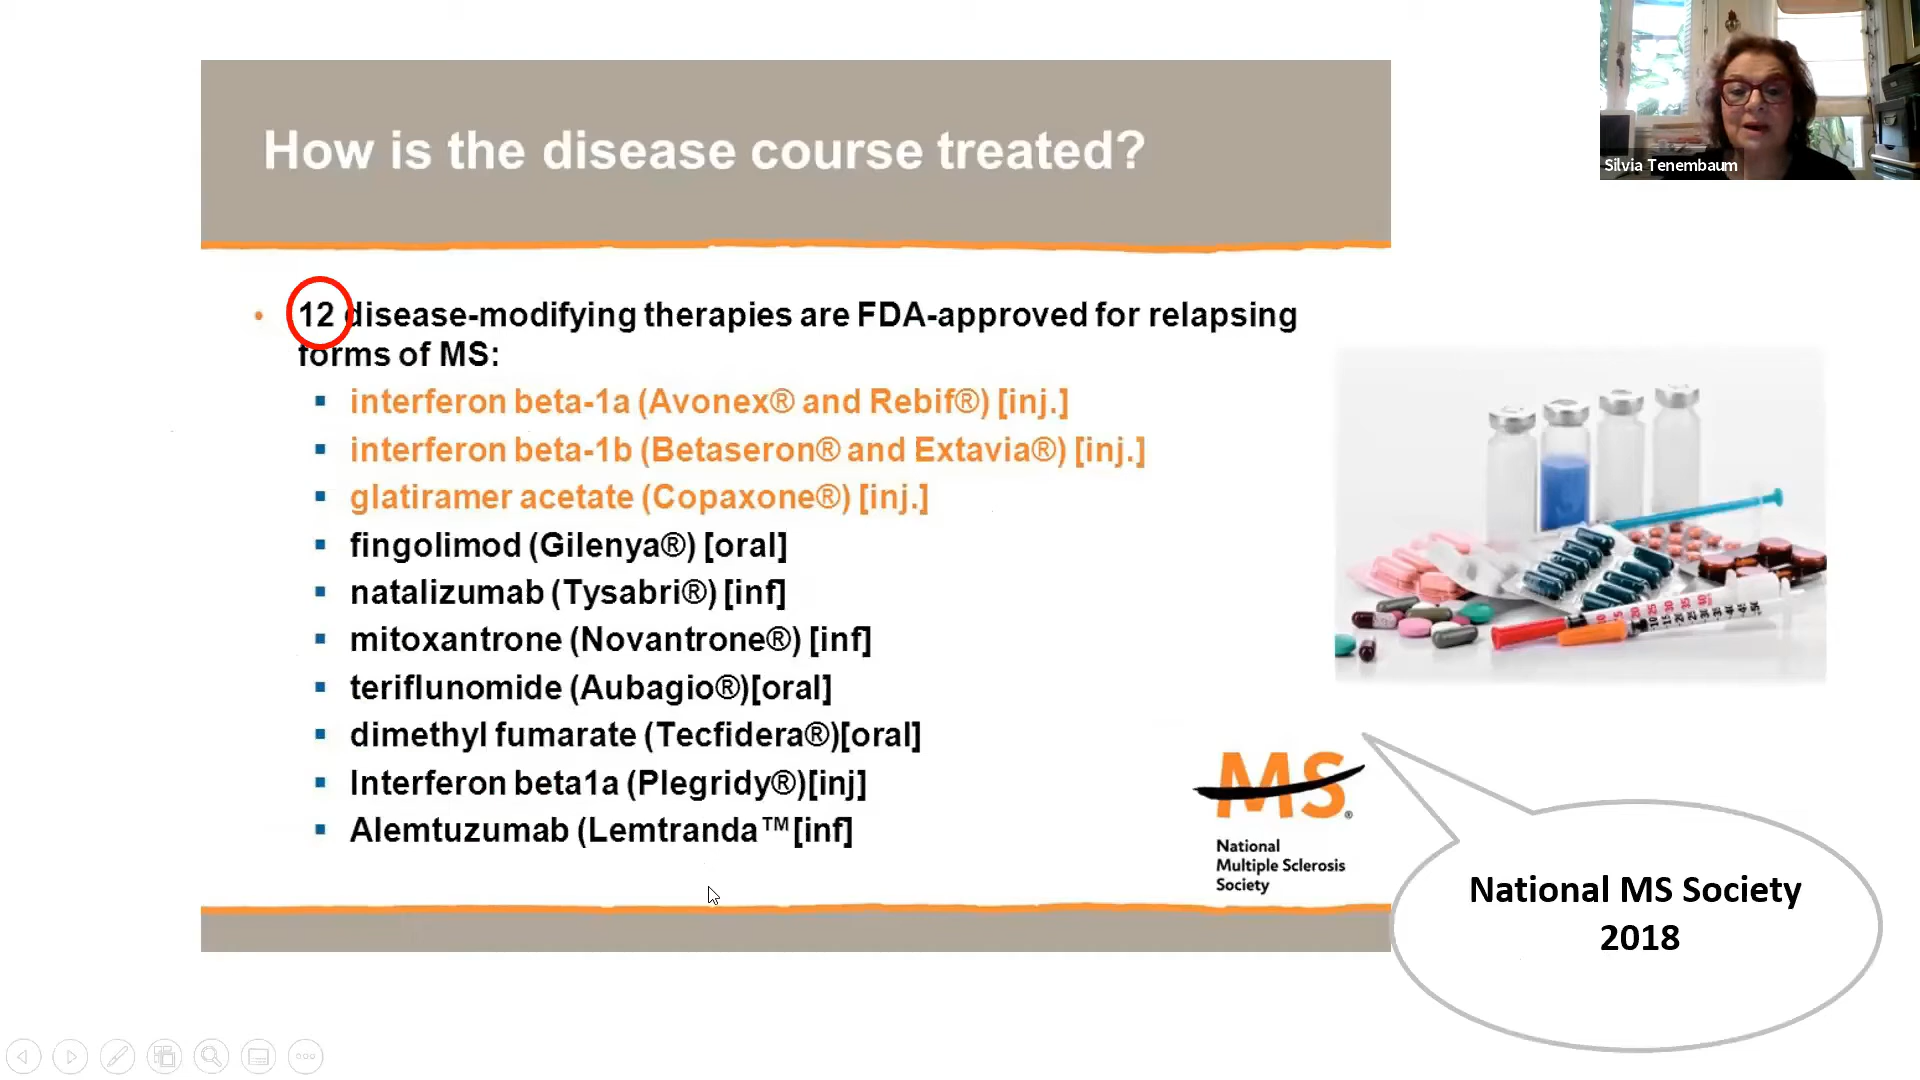 How is the disease course treated?
Silvia Tenembaum
• 12 disease-modifying therapies are FDA-approved for relapsing
forms of MS:
▪ interferon beta-1a (Avonex® and Rebif®) [inj.]
▪ interferon beta-1b (Betaseron® and Extavia®) [inj.]
▪ glatiramer acetate (Copaxone®) [inj.]
▪ fingolimod (Gilenya®) [oral]
▪ natalizumab (Tysabri®) [inf]
▪ mitoxantrone (Novantrone®) [inf]
▪ teriflunomide (Aubagio®)[oral]
▪ dimethyl fumarate (Tecfidera®)[oral]
▪ Interferon beta1a (Plegridy®)[inj]
▪ Alemtuzumab (Lemtranda™[inf]
MS®
National
Multiple Sclerosis
Society
National MS Society
2018